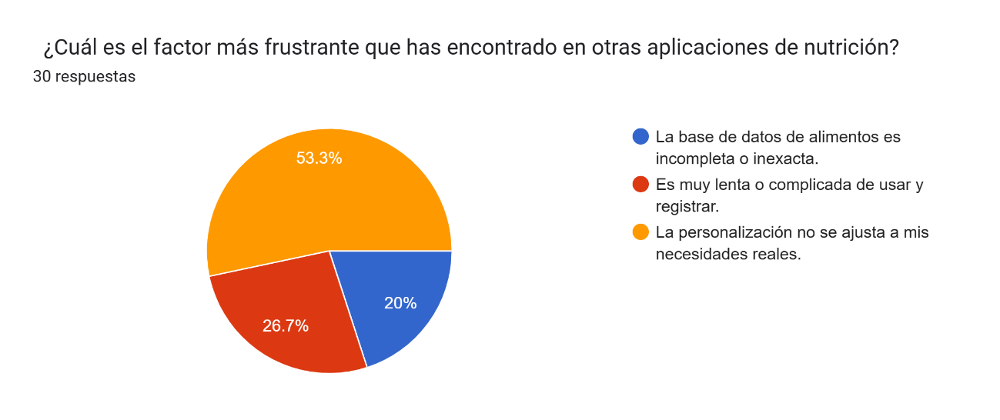 ¿Cuál es el factor más frustrante que has encontrado en otras aplicaciones de nutrición?
30 respuestas
53.3%
20%
26.7%
La base de datos de alimentos es
incompleta o inexacta.
Es muy lenta o complicada de usar y
registrar.
La personalización no se ajusta a mis
necesidades reales.